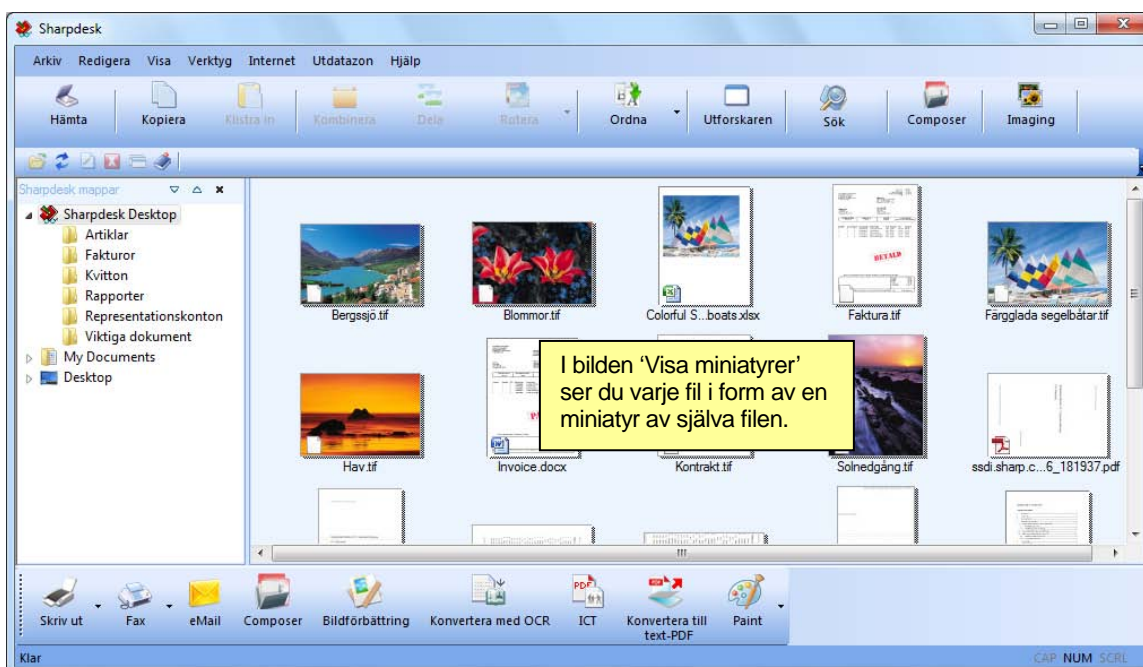 Sharpdesk
Arkiv Redigera Visa Verktyg Internet Utdatazon Hjälp
Hämta Kopiera Klistra in Kombinera Dela Rotera Ordna Utforskaren Sök Composer Imaging
Sharpdesk mappar
Sharpdesk Desktop
Artiklar
Fakturor
Kvitton
Rapporter
Representationskonton
Viktiga dokument
My Documents
Desktop
BETALD
Bergssjö.tif Blommor.tif Colorful S...boats.xlsx Faktura.tif Färgglada segelbåtar.tif
I bilden ‘Visa miniatyrer’
ser du varje fil i form av en
miniatyr av själva filen.
Hav.tif Invoice.docx Kontrakt.tif Solnedgång.tif ssdi.sharp.c...6_181937.pdf
Skriv ut Fax eMail Composer Bildförbättring Konvertera med OCR ICT Konvertera till
text-PDF Paint
Klar CAP NUM SCRL